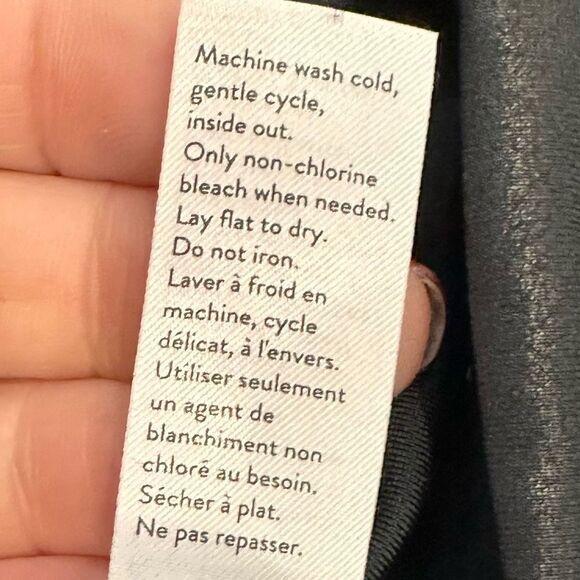 Machine wash cold,
gentle cycle,
inside out.
Only non-chlorine
bleach when needed.
Lay flat to dry.
Do not iron.
Laver à froid en
machine, cycle
délicat, à l'envers.
Utiliser seulement
un agent de
blanchiment non
chloré au besoin.
Sécher à plat.
Ne pas repasser.